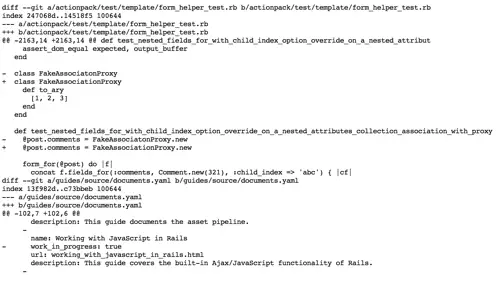 diff --git a/actionpack/test/template/form_helper_test.rb b/actionpack/test/template/form_helper_test.rb
index 247068d..14518f5 100644
--- a/actionpack/test/template/form_helper_test.rb
+++ b/actionpack/test/template/form_helper_test.rb
@@ -2163,14 +2163,14 @@ def test_nested_fields_for_with_child_index_option_override_on_a_nested_attribut
     assert_dom_equal expected, output_buffer
   end

-  class FakeAssociatonProxy
+  class FakeAssociationProxy
     def to_ary
       [1, 2, 3]
     end
   end

   def test_nested_fields_for_with_child_index_option_override_on_a_nested_attributes_collection_association_with_proxy
-    @post.comments = FakeAssociatonProxy.new
+    @post.comments = FakeAssociationProxy.new

     form_for(@post) do |f|
       concat f.fields_for(:comments, Comment.new(321), :child_index => 'abc') { |cf|
diff --git a/guides/source/documents.yaml b/guides/source/documents.yaml
index 13f982d..c73bbeb 100644
--- a/guides/source/documents.yaml
+++ b/guides/source/documents.yaml
@@ -102,7 +102,6 @@
       description: This guide documents the asset pipeline.
     -
       name: Working with JavaScript in Rails
-      work_in_progress: true
       url: working_with_javascript_in_rails.html
       description: This guide covers the built-in Ajax/JavaScript functionality of Rails.
     -